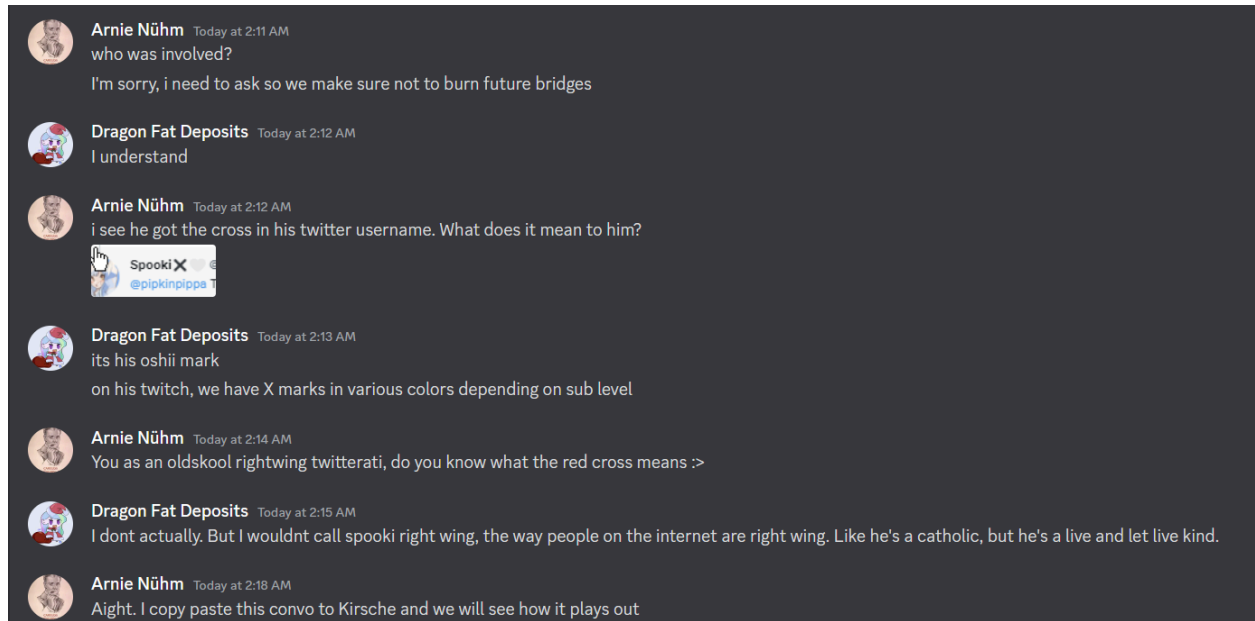 Arnie Nühm Today at 2:11 AM
who was involved?
I'm sorry, i need to ask so we make sure not to burn future bridges
Dragon Fat Deposits Today at 2:12 AM
I understand
Arnie Nühm Today at 2:12 AM
i see he got the cross in his twitter username. What does it mean to him?
Spooki
@pipkinpippa T
Dragon Fat Deposits Today at 2:13 AM
its his oshii mark
on his twitch, we have X marks in various colors depending on sub level
Arnie Nühm Today at 2:14 AM
You as an oldskool rightwing twitterati, do you know what the red cross means :>
Dragon Fat Deposits Today at 2:15 AM
I dont actually. But I wouldnt call spooki right wing, the way people on the internet are right wing. Like he's a catholic, but he's a live and let live kind.
Arnie Nühm Today at 2:18 AM
Aight. I copy paste this convo to Kirsche and we will see how it plays out